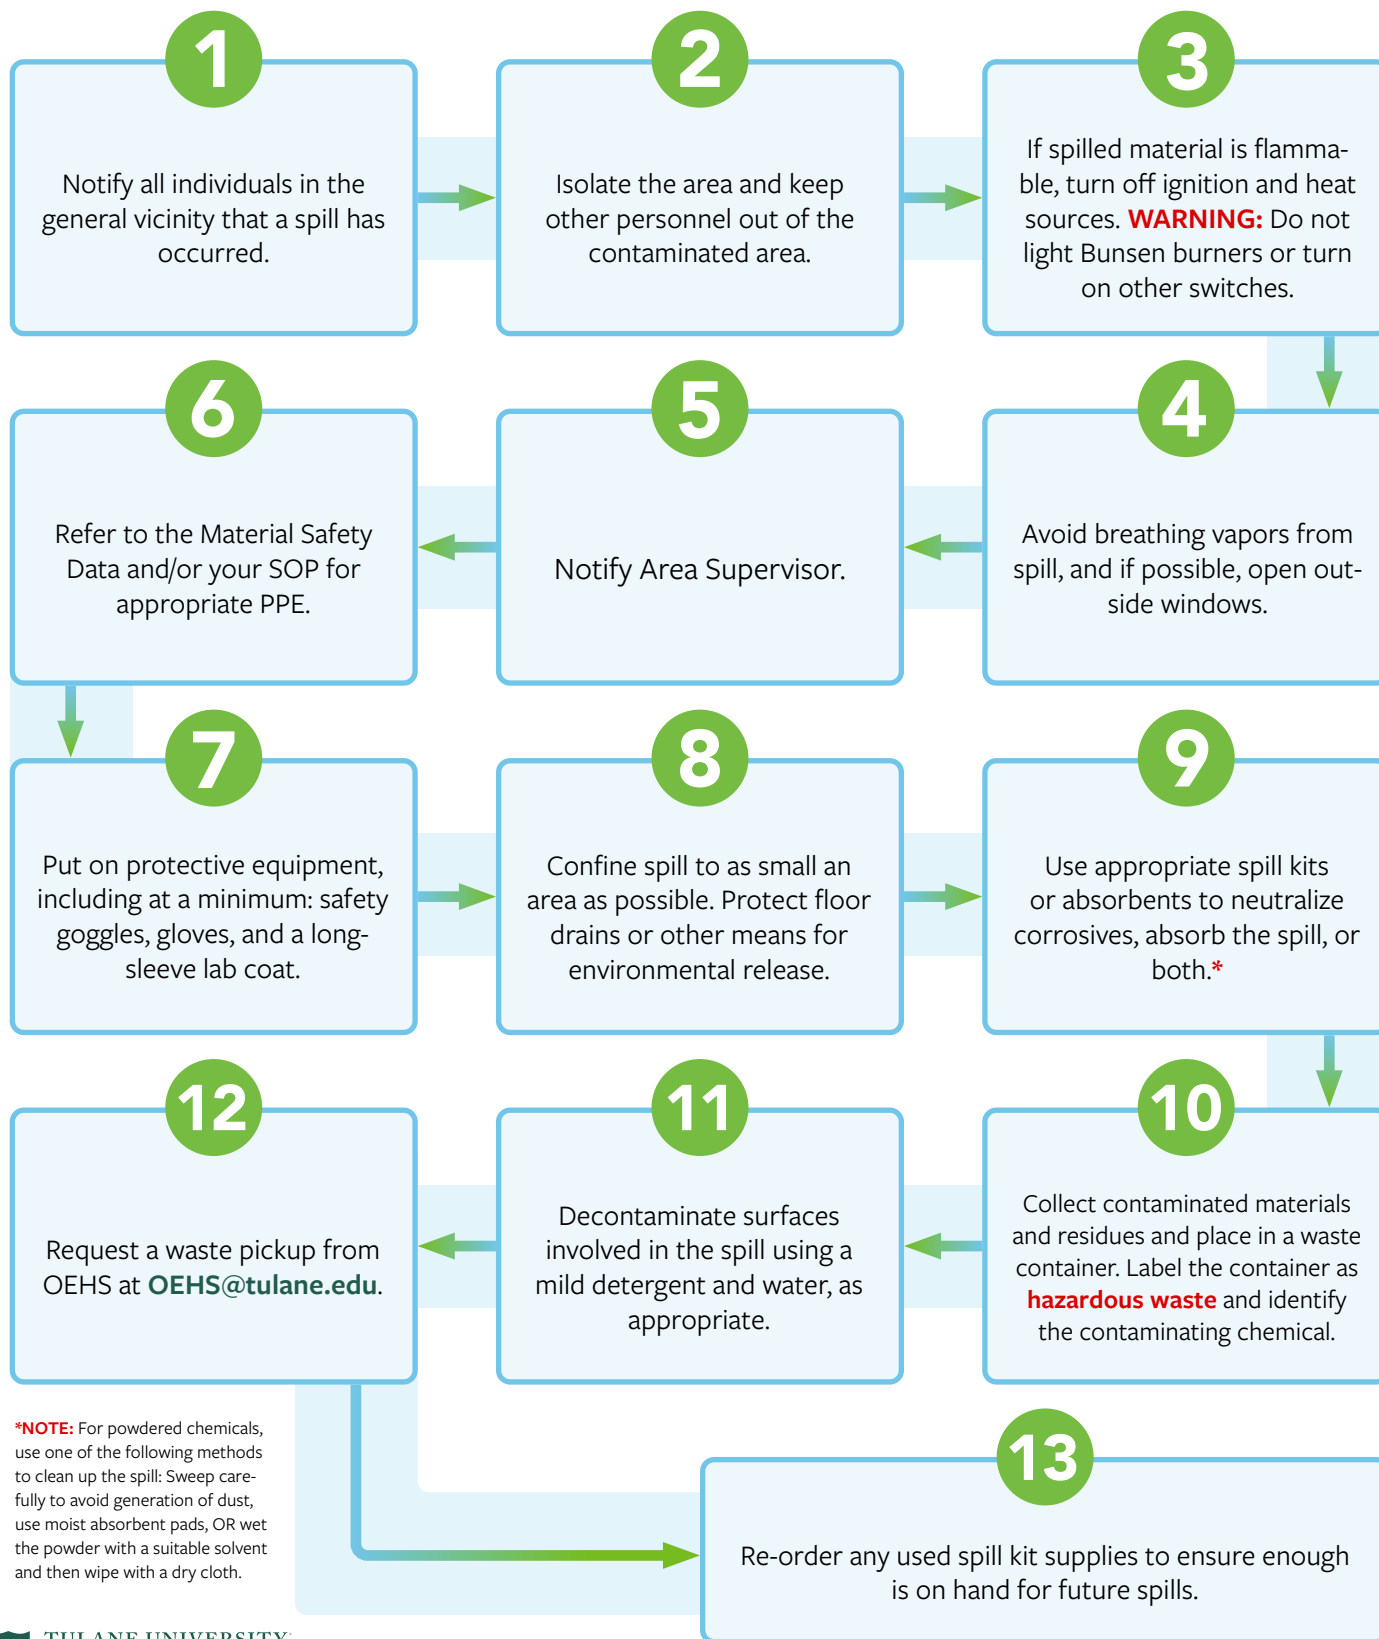 1
Notify all individuals in the
general vicinity that a spill has
occurred.
2
Isolate the area and keep
other personnel out of the
contaminated area.
3
If spilled material is flamma-
ble, turn off ignition and heat
sources. WARNING: Do not
light Bunsen burners or turn
on other switches.
4
Avoid breathing vapors from
spill, and if possible, open out-
side windows.
5
Notify Area Supervisor.
6
Refer to the Material Safety
Data and/or your SOP for
appropriate PPE.
7
Put on protective equipment,
including at a minimum: safety
goggles, gloves, and a long-
sleeve lab coat.
8
Confine spill to as small an
area as possible. Protect floor
drains or other means for
environmental release.
9
Use appropriate spill kits
or absorbents to neutralize
corrosives, absorb the spill, or
both.*
10
Collect contaminated materials
and residues and place in a waste
container. Label the container as
hazardous waste and identify
the contaminating chemical.
11
Decontaminate surfaces
involved in the spill using a
mild detergent and water, as
appropriate.
12
Request a waste pickup from
OEHS at OEHS@tulane.edu.
13
Re-order any used spill kit supplies to ensure enough
is on hand for future spills.
*NOTE: For powdered chemicals,
use one of the following methods
to clean up the spill: Sweep care-
fully to avoid generation of dust,
use moist absorbent pads, OR wet
the powder with a suitable solvent
and then wipe with a dry cloth.
TULANE UNIVERSITY